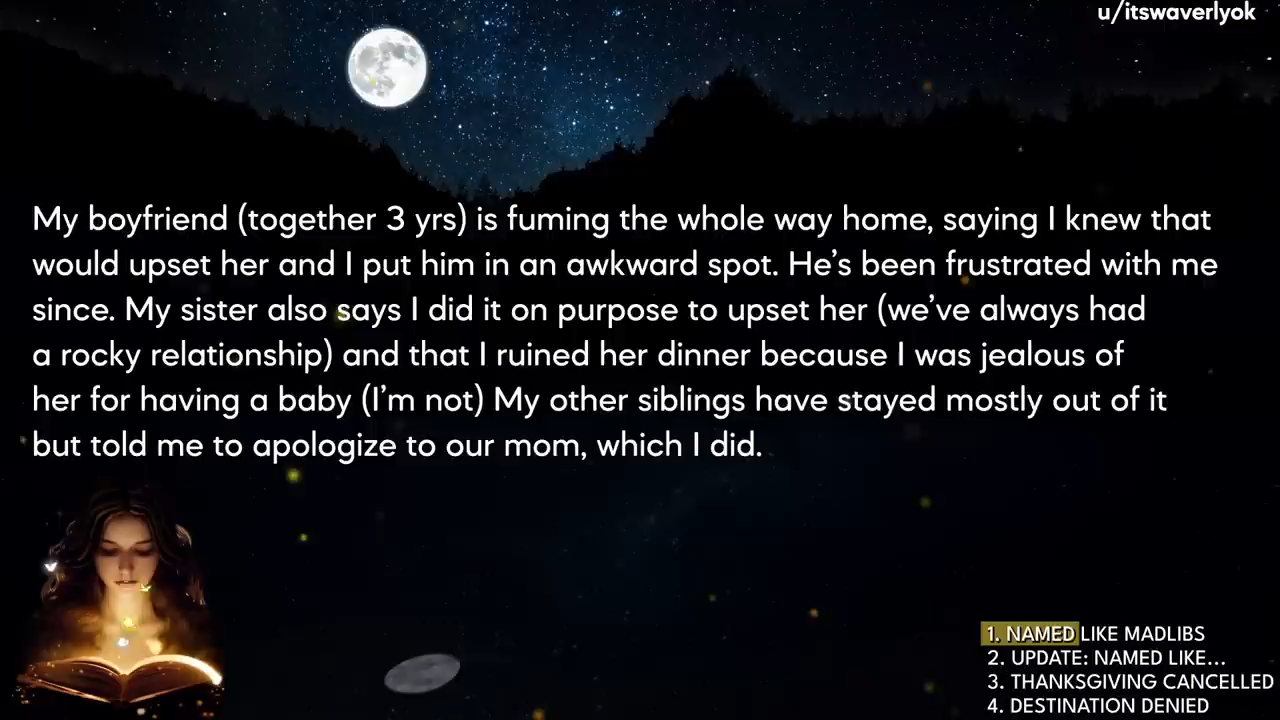 u/itswaverlyok
My boyfriend (together 3 yrs) is fuming the whole way home, saying I knew that
would upset her and I put him in an awkward spot. He’s been frustrated with me
since. My sister also says I did it on purpose to upset her (we’ve always had
a rocky relationship) and that I ruined her dinner because I was jealous of
her for having a baby (I’m not) My other siblings have stayed mostly out of it
but told me to apologize to our mom, which I did.
1. NAMED LIKE MADLIBS
2. UPDATE: NAMED LIKE...
3. THANKSGIVING CANCELLED
4. DESTINATION DENIED